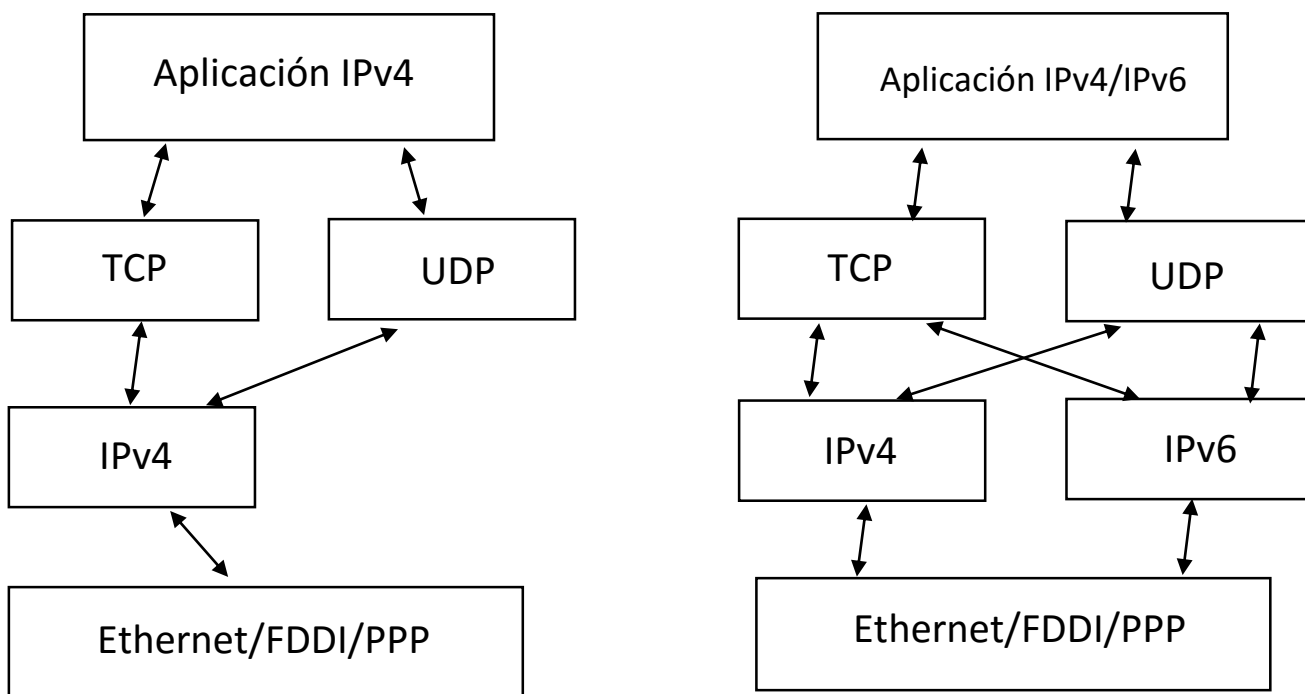 Aplicación IPv4
TCP
UDP
IPv4
Ethernet/FDDI/PPP
Aplicación IPv4/IPv6
TCP
UDP
IPv4
IPv6
Ethernet/FDDI/PPP